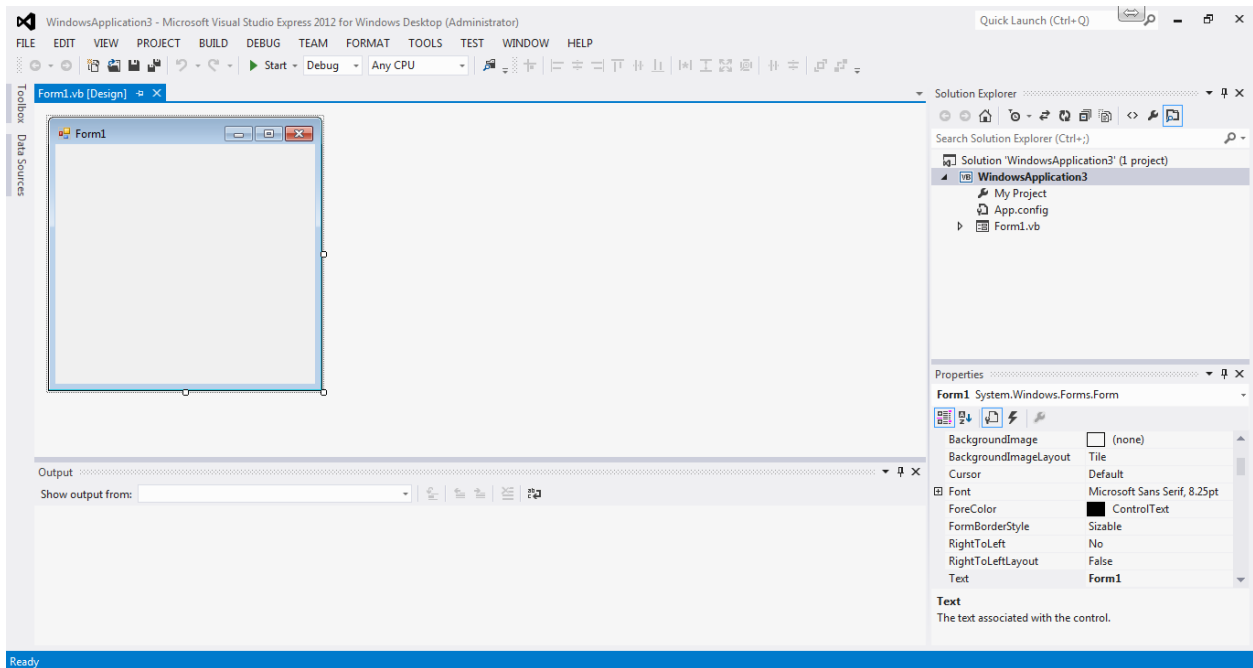 WindowsApplication3 - Microsoft Visual Studio Express 2012 for Windows Desktop (Administrator)
Quick Launch (Ctrl+Q)
FILE EDIT VIEW PROJECT BUILD DEBUG TEAM FORMAT TOOLS TEST WINDOW HELP
Start Debug Any CPU
Toolbox
Data Sources
Form1.vb [Design]
Form1
Output
Show output from:
Solution Explorer
Search Solution Explorer (Ctrl+;)
Solution 'WindowsApplication3' (1 project)
VB WindowsApplication3
My Project
App.config
Form1.vb
Properties
Form1 System.Windows.Forms.Form
BackgroundImage (none)
BackgroundImageLayout Tile
Cursor Default
Font Microsoft Sans Serif, 8.25pt
ForeColor ControlText
FormBorderStyle Sizable
RightToLeft No
RightToLeftLayout False
Text Form1
Text
The text associated with the control.
Ready